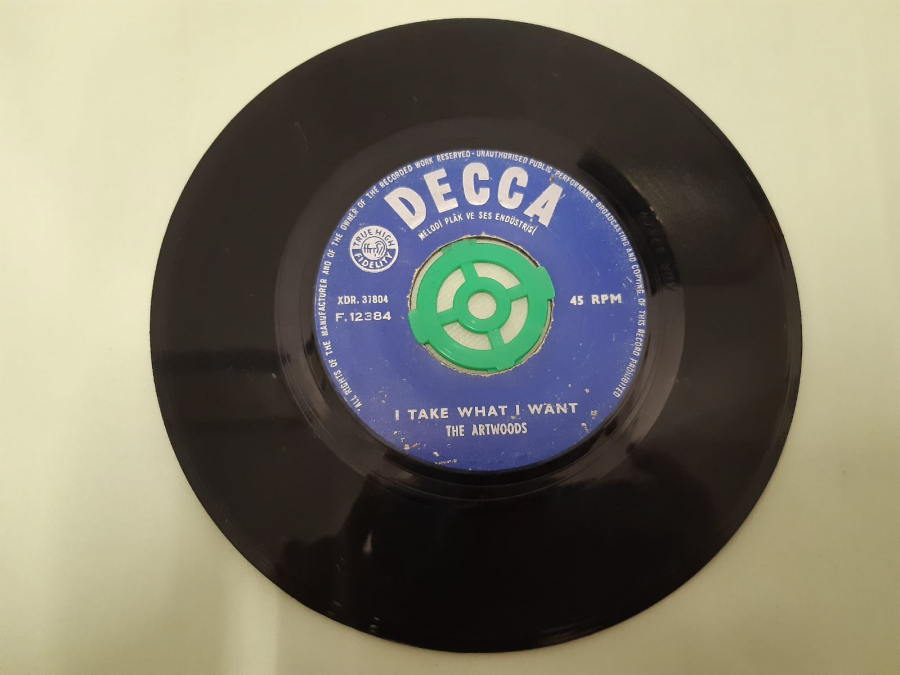 "ALL RIGHTS OF THE MANUFACTURER AND OF THE OWNER OF THE RECORDED WORK RESERVED - UNAUTHORISED PUBLIC PERFORMANCE BROADCASTING AND COPYING OF THIS RECORD PROHIBITED
DECCA
MELODİ PLÂK VE SES ENDÜSTRİSİ
TRUE HIGH
ffrr
FIDELITY
XDR. 37804
F. 12384
45 RPM
I TAKE WHAT I WANT
THE ARTWOODS